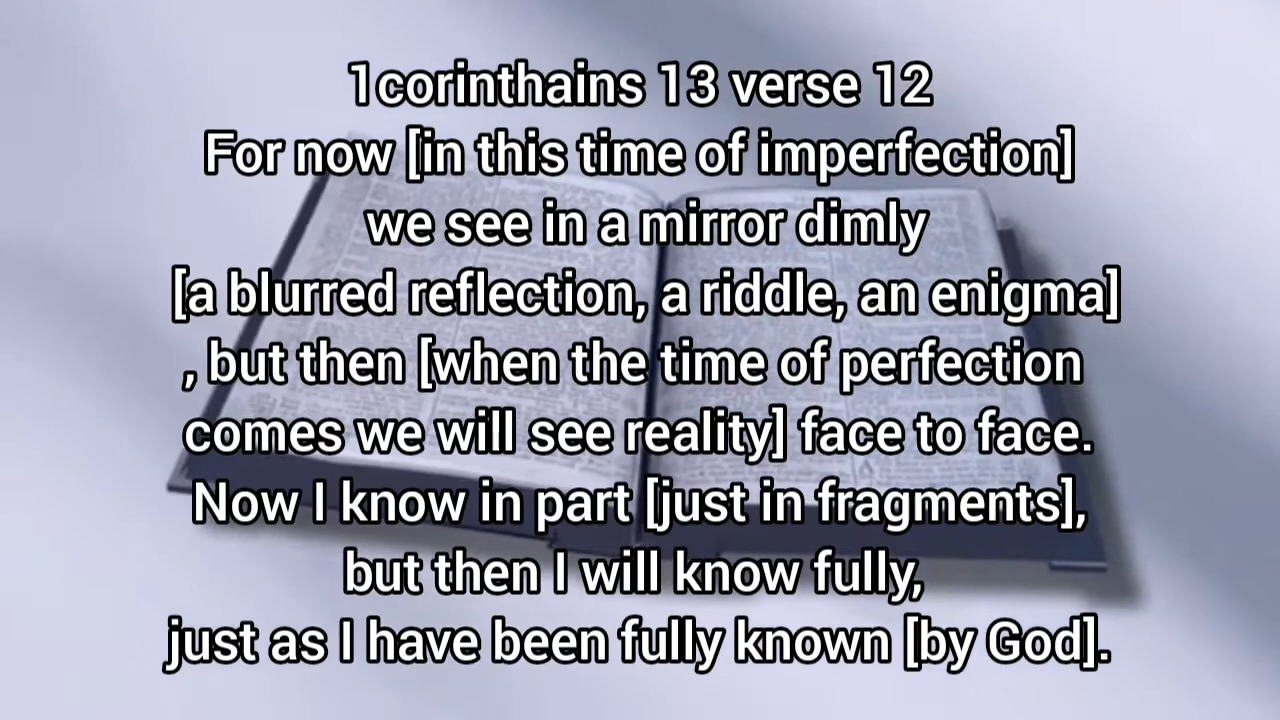 1corinthains 13 verse 12
For now [in this time of imperfection]
we see in a mirror dimly
[a blurred reflection, a riddle, an enigma]
, but then [when the time of perfection
comes we will see reality] face to face.
Now I know in part [just in fragments],
but then I will know fully,
just as I have been fully known [by God].